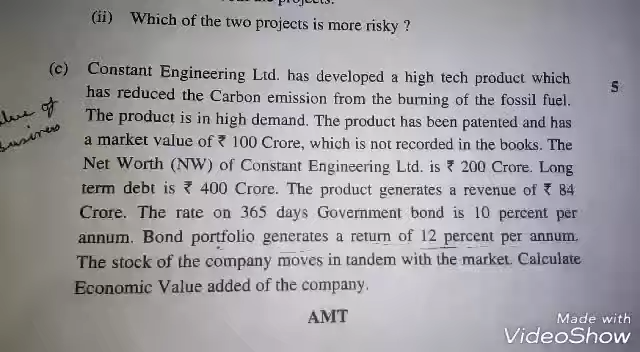 (ii) Which of the two projects is more risky ?
(c) Constant Engineering Ltd. has developed a high tech product which 5
has reduced the Carbon emission from the burning of the fossil fuel.
The product is in high demand. The product has been patented and has
a market value of ₹ 100 Crore, which is not recorded in the books. The
Net Worth (NW) of Constant Engineering Ltd. is ₹ 200 Crore. Long
term debt is ₹ 400 Crore. The product generates a revenue of ₹ 84
Crore. The rate on 365 days Government bond is 10 percent per
annum. Bond portfolio generates a return of 12 percent per annum.
The stock of the company moves in tandem with the market. Calculate
Economic Value added of the company.
of
business
AMT
Made with
VideoShow